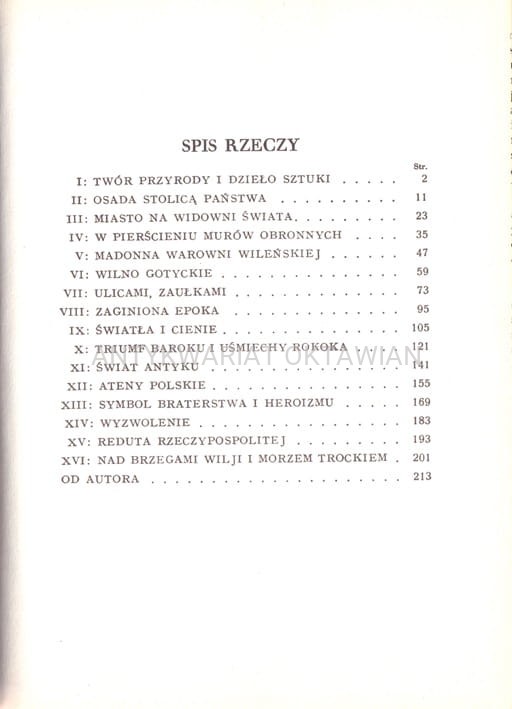 SPIS RZECZY
Str.
I: TWÓR PRZYRODY I DZIEŁO SZTUKI . . . . . 2
II: OSADA STOLICĄ PAŃSTWA . . . . . . . . . . 11
III: MIASTO NA WIDOWNI ŚWIATA. . . . . . . . . 23
IV: W PIERŚCIENIU MURÓW OBRONNYCH . . . . 35
V: MADONNA WAROWNI WILEŃSKIEJ . . . . . . 47
VI: WILNO GOTYCKIE . . . . . . . . . . . . . . . 59
VII: ULICAMI, ZAUŁKAMI . . . . . . . . . . . . . . 73
VIII: ZAGINIONA EPOKA . . . . . . . . . . . . . . 95
IX: ŚWIATŁA I CIENIE . . . . . . . . . . . . . . . 105
X: TRIUMF BAROKU I UŚMIECHY ROKOKA . . . . 121
ANTYKWARIAT OKTAWIAN
XI: ŚWIAT ANTYKU . . . . . . . . . . . . . . . . 141
XII: ATENY POLSKIE . . . . . . . . . . . . . . . . 155
XIII: SYMBOL BRATERSTWA I HEROIZMU . . . . . 169
XIV: WYZWOLENIE . . . . . . . . . . . . . . . . . 183
XV: REDUTA RZECZYPOSPOLITEJ . . . . . . . . . 193
XVI: NAD BRZEGAMI WILJI I MORZEM TROCKIEM . 201
OD AUTORA . . . . . . . . . . . . . . . . . . . . . 213